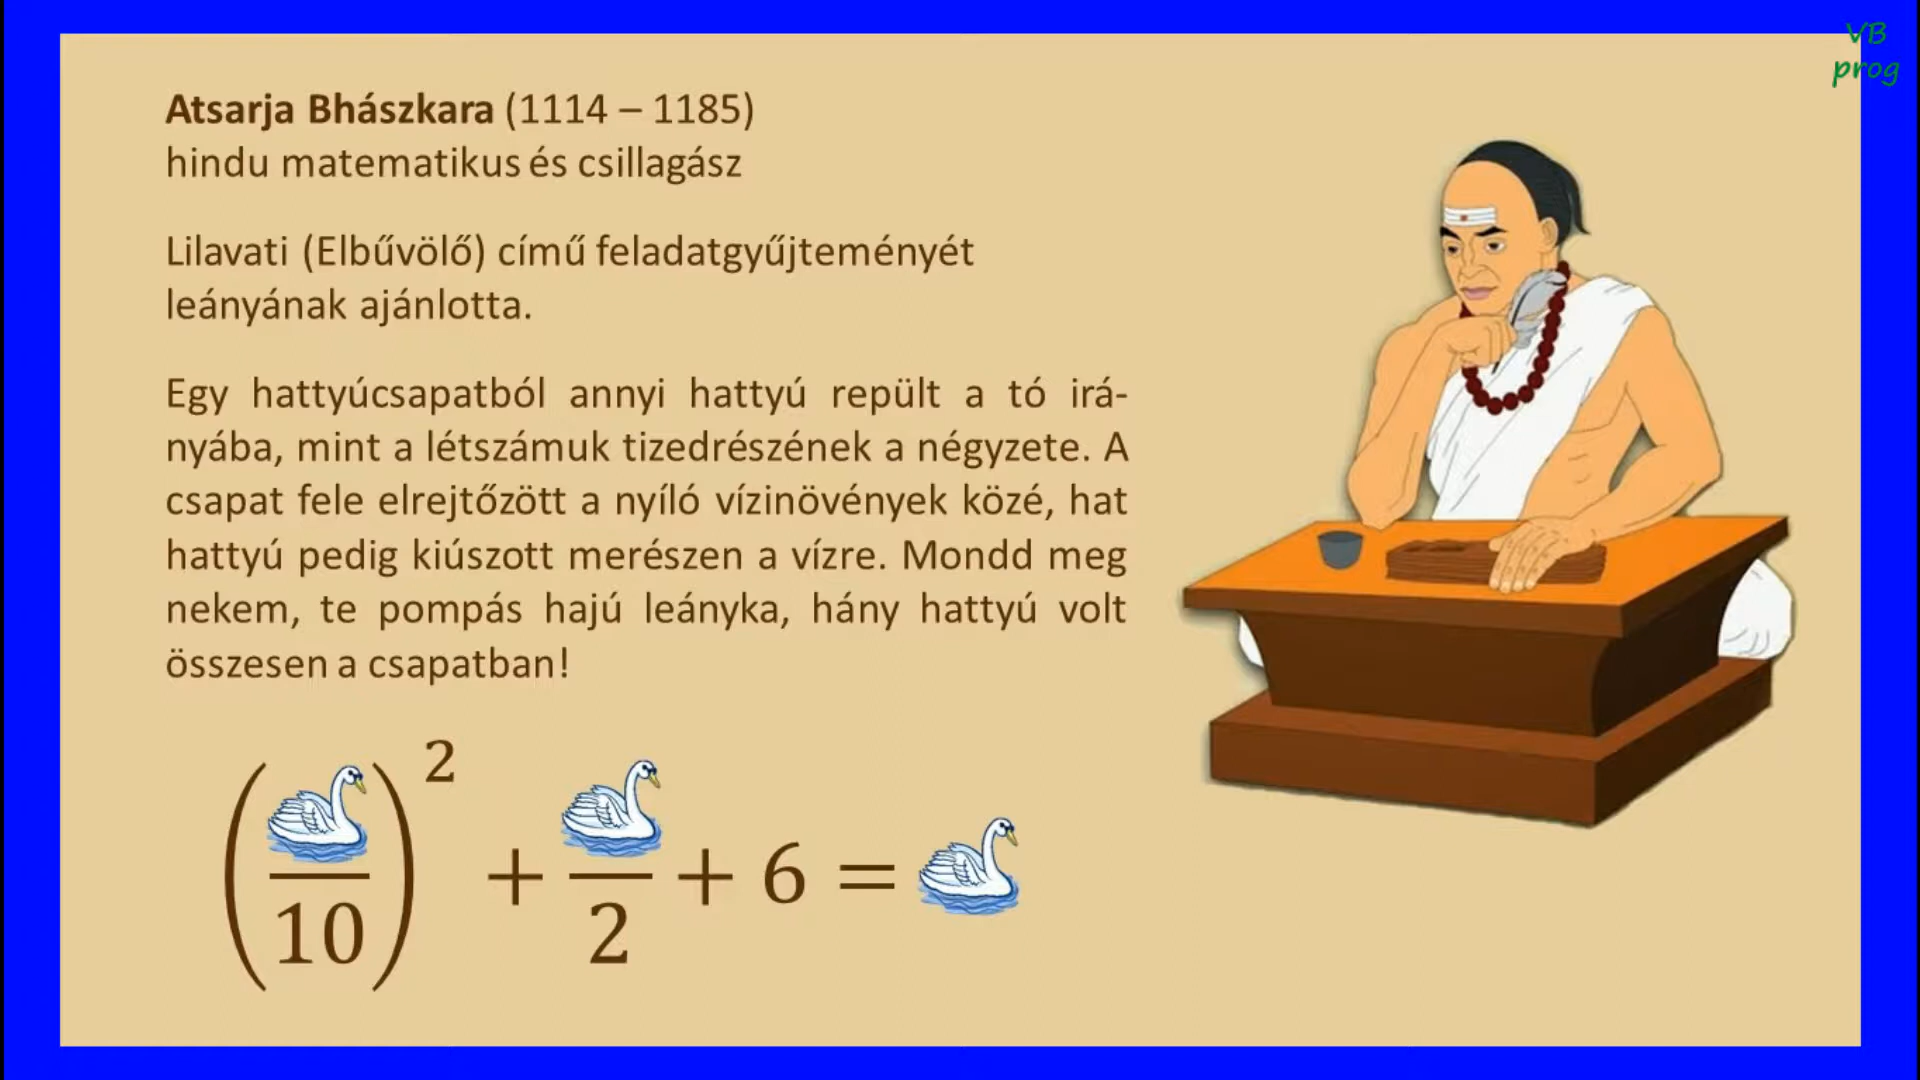 VB
prog
Atsarja Bhászkara (1114 – 1185)
hindu matematikus és csillagász
Lilavati (Elbűvölő) című feladatgyűjteményét
leányának ajánlotta.
Egy hattyúcsapatból annyi hattyú repült a tó irá-
nyába, mint a létszámuk tizedrészének a négyzete. A
csapat fele elrejtőzött a nyíló vízinövények közé, hat
hattyú pedig kiúszott merészen a vízre. Mondd meg
nekem, te pompás hajú leányka, hány hattyú volt
összesen a csapatban!
( /10)² + /2 + 6 =